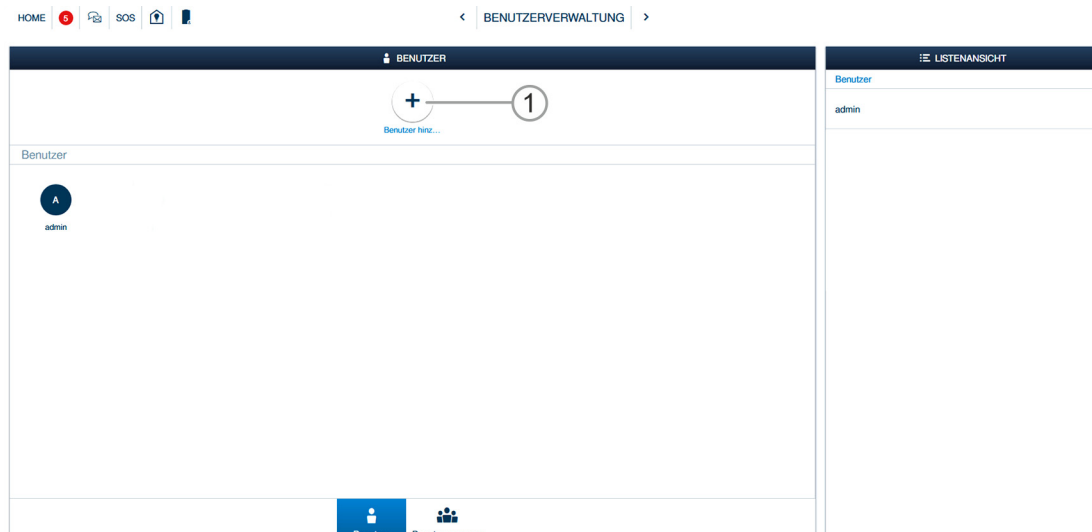 HOME 5 SOS < BENUTZERVERWALTUNG >
BENUTZER
LISTENANSICHT
+ 1
Benutzer hinz...
Benutzer
admin
Benutzer
A
admin